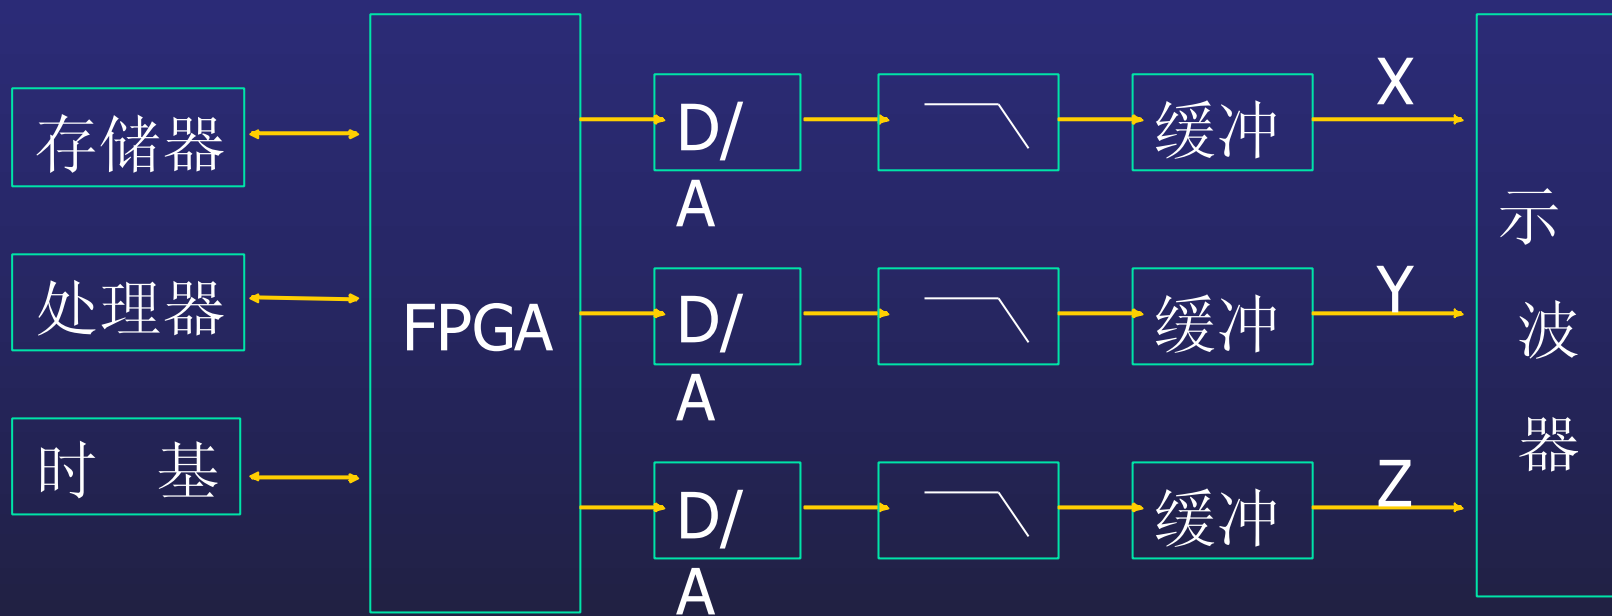 存储器
处理器
时 基
FPGA
D/
A
缓冲
X
D/
A
缓冲
Y
D/
A
缓冲
Z
示
波
器